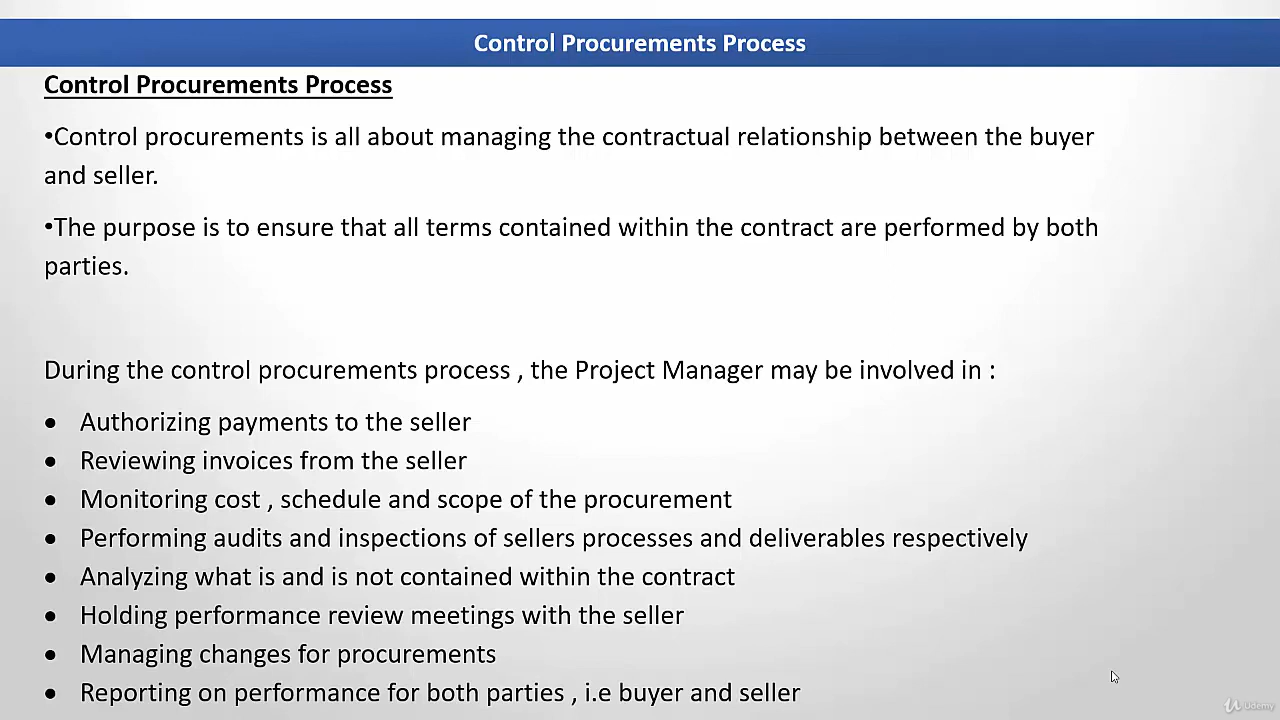 Control Procurements Process
Control Procurements Process
•Control procurements is all about managing the contractual relationship between the buyer
and seller.
•The purpose is to ensure that all terms contained within the contract are performed by both
parties.
During the control procurements process , the Project Manager may be involved in :
• Authorizing payments to the seller
• Reviewing invoices from the seller
• Monitoring cost , schedule and scope of the procurement
• Performing audits and inspections of sellers processes and deliverables respectively
• Analyzing what is and is not contained within the contract
• Holding performance review meetings with the seller
• Managing changes for procurements
• Reporting on performance for both parties , i.e buyer and seller
Udemy